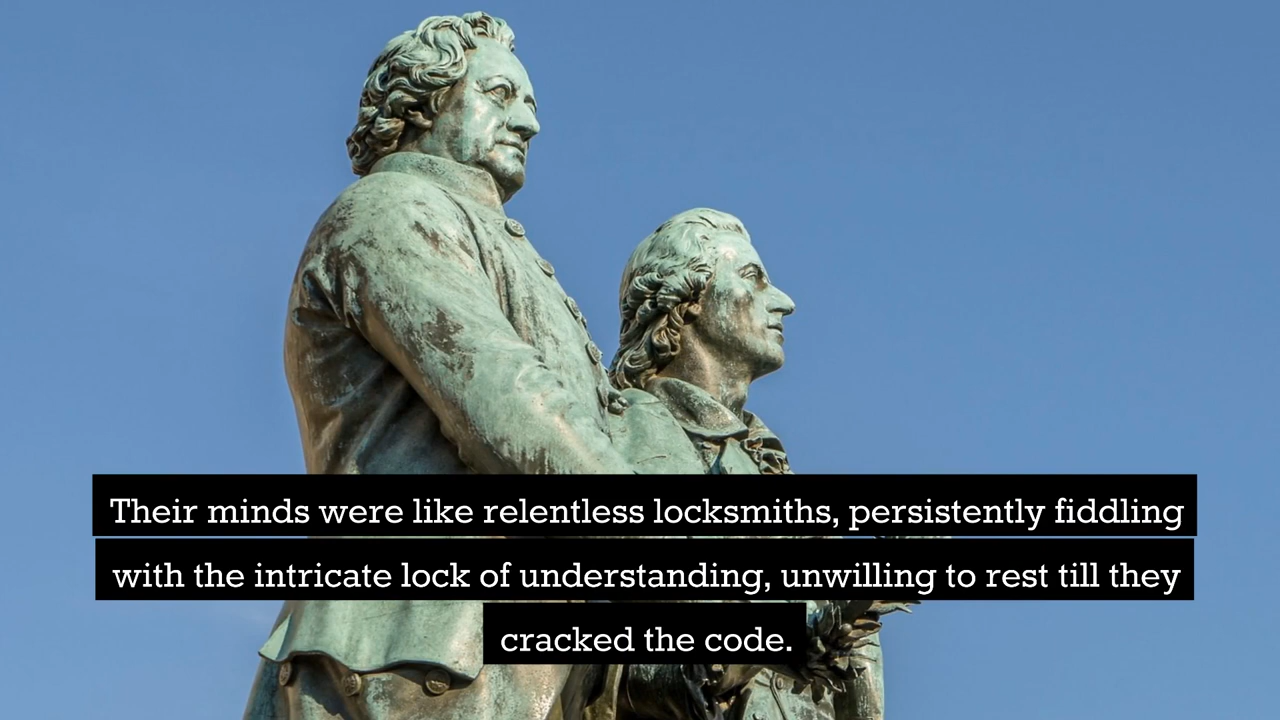 Their minds were like relentless locksmiths, persistently fiddling
with the intricate lock of understanding, unwilling to rest till they
cracked the code.